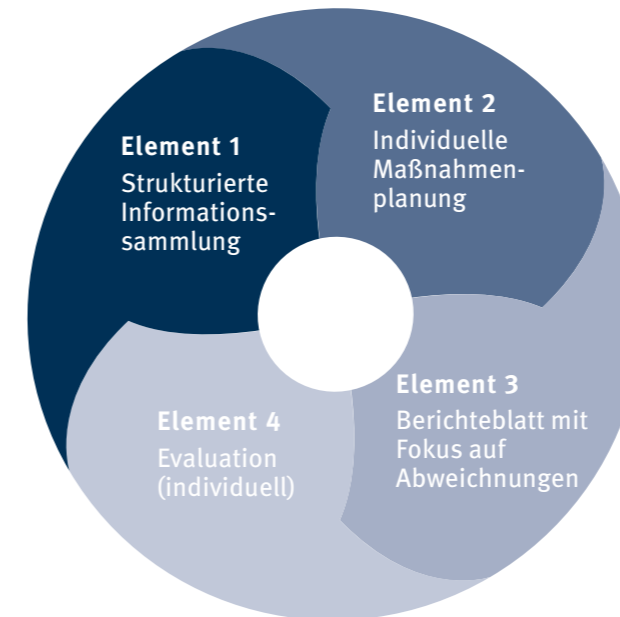 Element 1
Strukturierte
Informations-
sammlung
Element 2
Individuelle
Maßnahmen-
planung
Element 3
Berichteblatt mit
Fokus auf
Abweichnungen
Element 4
Evaluation
(individuell)